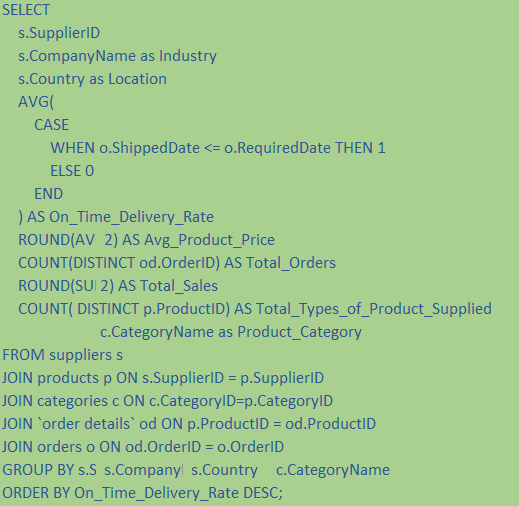 SELECT
s.SupplierID
s.CompanyName as Industry
s.Country as Location
AVG(
CASE
WHEN o.ShippedDate <= o.RequiredDate THEN 1
ELSE 0
END
) AS On_Time_Delivery_Rate
ROUND(AV 2) AS Avg_Product_Price
COUNT(DISTINCT od.OrderID) AS Total_Orders
ROUND(SU 2) AS Total_Sales
COUNT( DISTINCT p.ProductID) AS Total_Types_of_Product_Supplied
c.CategoryName as Product_Category
FROM suppliers s
JOIN products p ON s.SupplierID = p.SupplierID
JOIN categories c ON c.CategoryID=p.CategoryID
JOIN `order details` od ON p.ProductID = od.ProductID
JOIN orders o ON od.OrderID = o.OrderID
GROUP BY s.S s.Company s.Country c.CategoryName
ORDER BY On_Time_Delivery_Rate DESC;